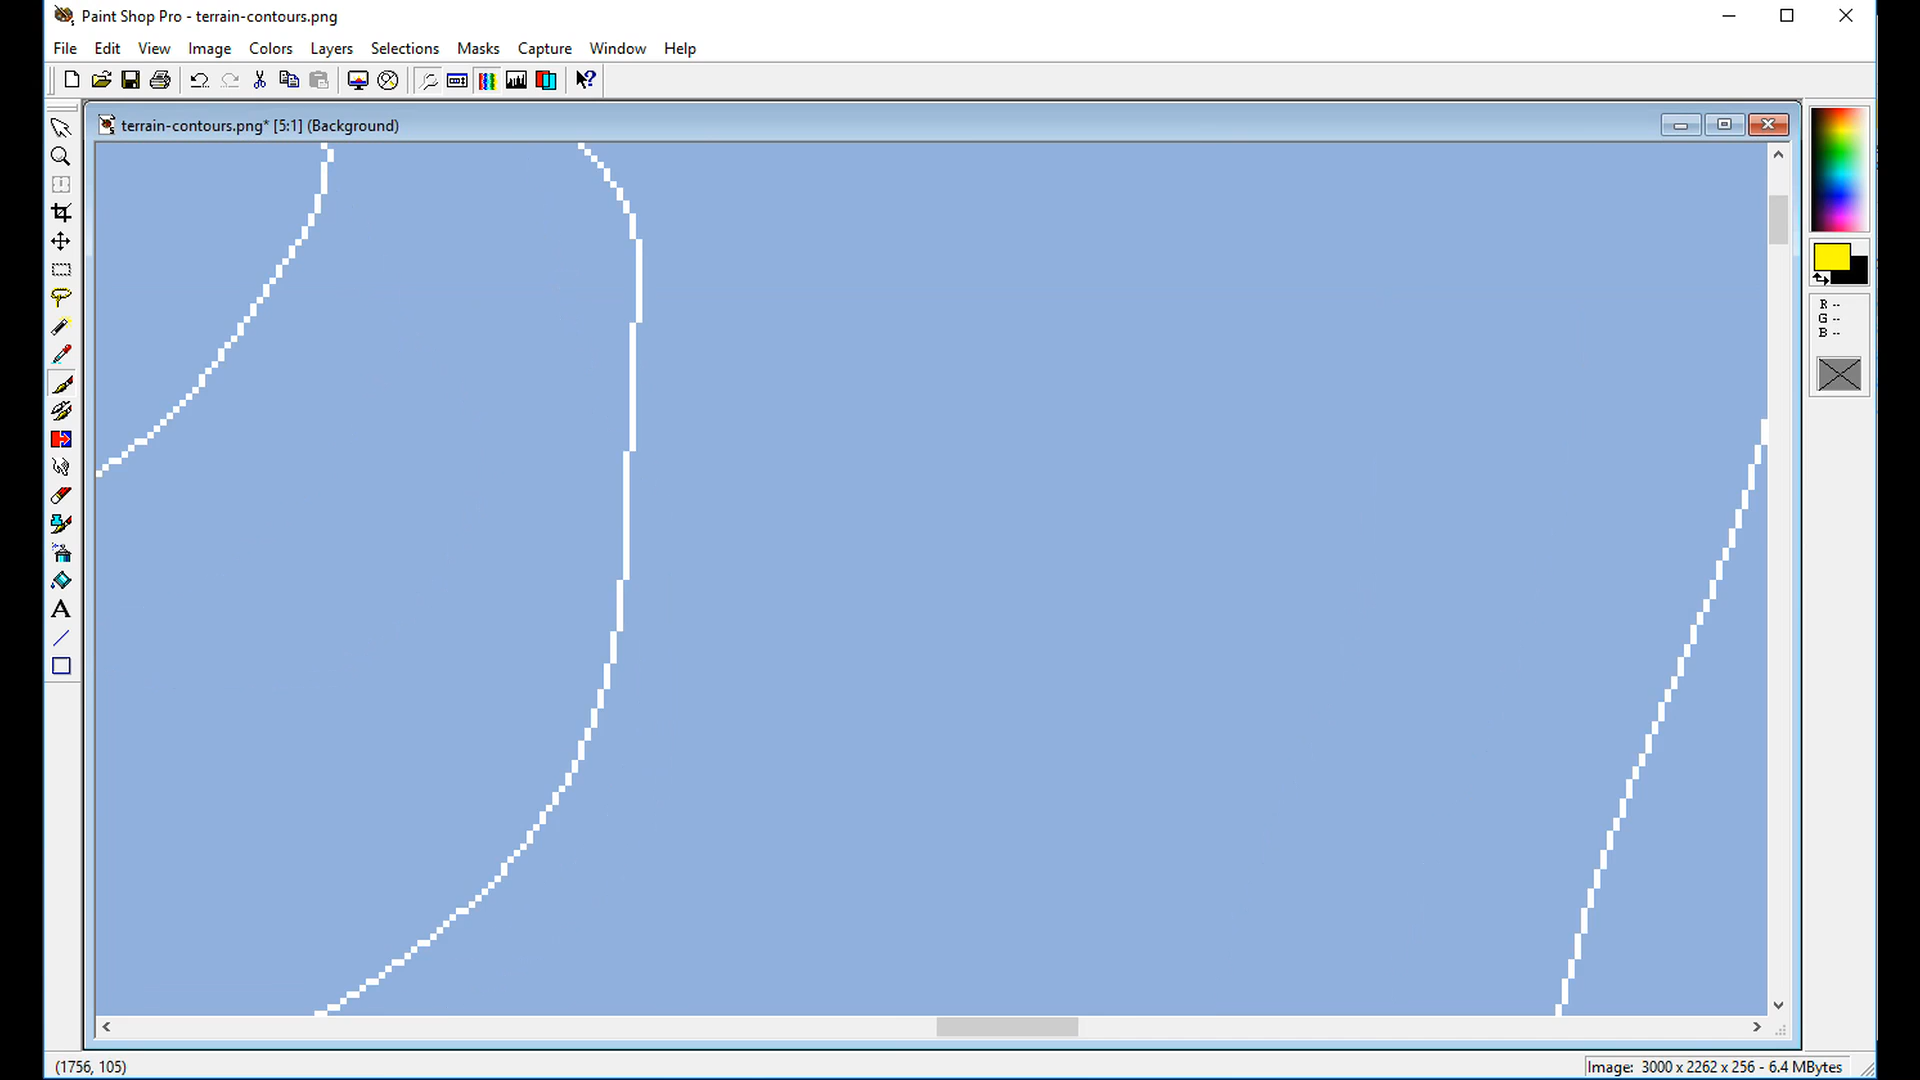 Paint Shop Pro - terrain-contours.png
File Edit View Image Colors Layers Selections Masks Capture Window Help
terrain-contours.png* [5:1] (Background)
R --
G --
B --
A
(1756, 105)
Image: 3000 x 2262 x 256 - 6.4 MBytes